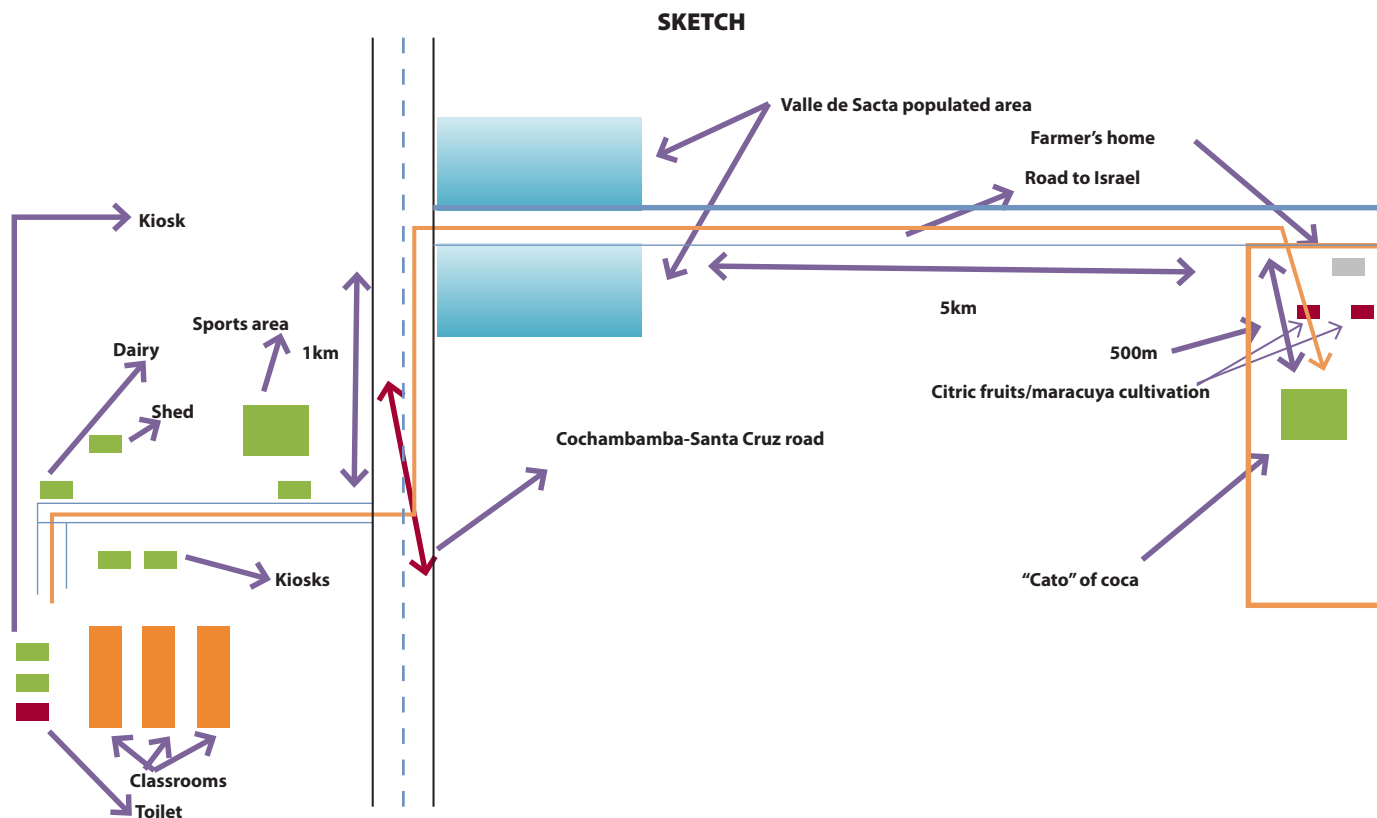 SKETCH
Valle de Sacta populated area
Farmer's home
Road to Israel
Kiosk
5km
Sports area
1km
Dairy
500m
Citric fruits/maracuya cultivation
Shed
Cochambamba-Santa Cruz road
Kiosks
“Cato” of coca
Classrooms
Toilet